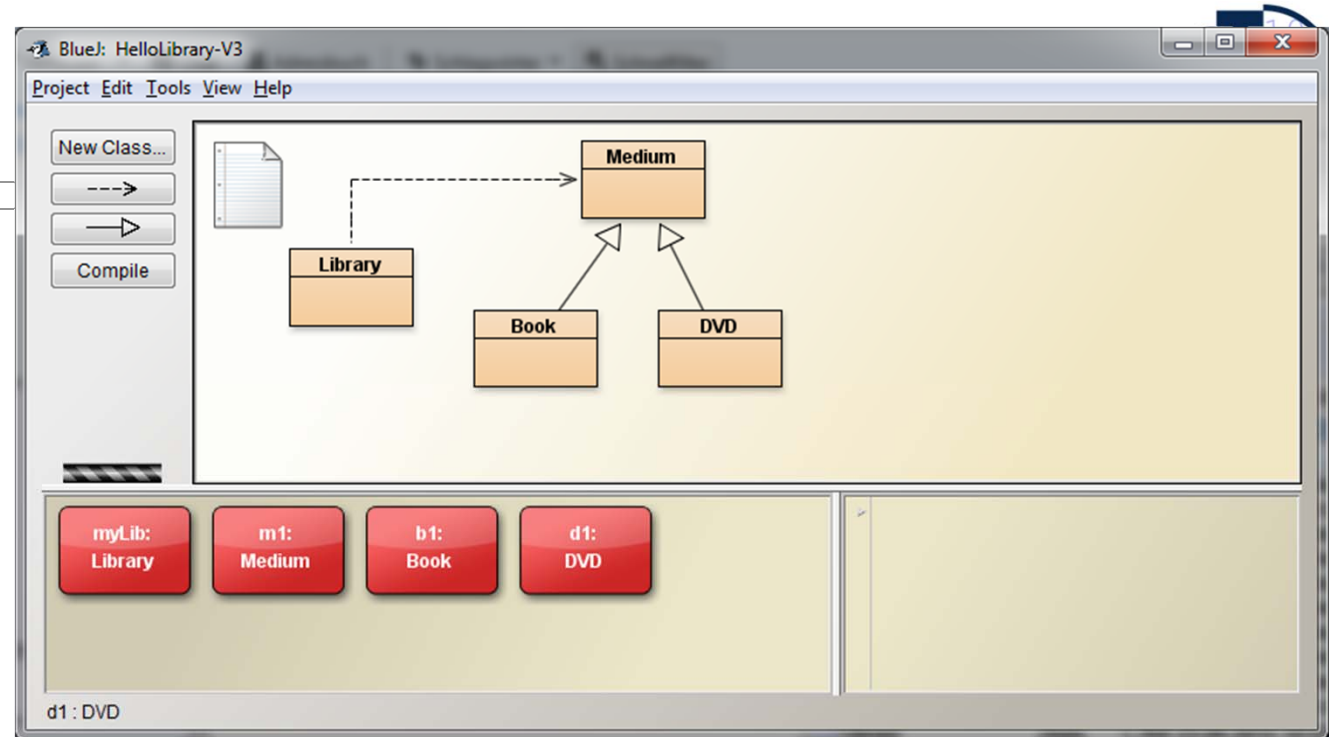 BlueJ: HelloLibrary-V3
Project Edit Tools View Help
New Class...
Compile
Medium
Library
Book
DVD
myLib:
Library
m1:
Medium
b1:
Book
d1:
DVD
d1 : DVD